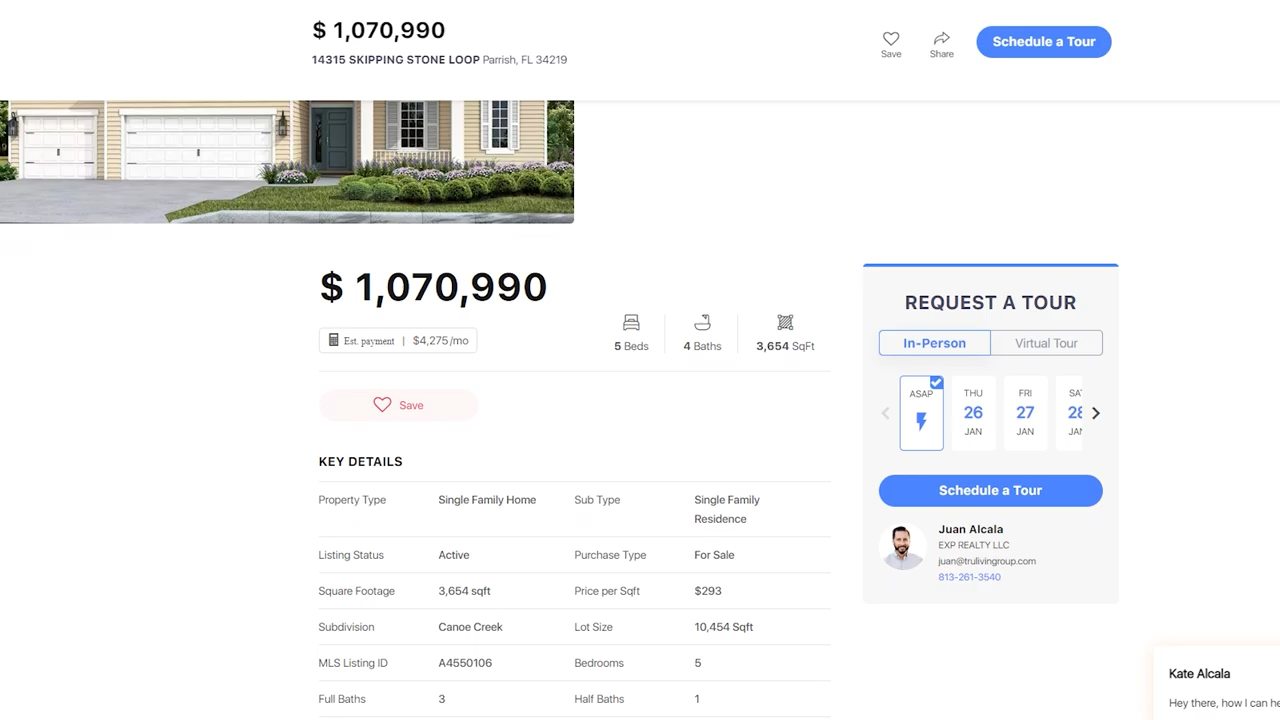 $ 1,070,990
14315 SKIPPING STONE LOOP Parrish, FL 34219
Save
Share
Schedule a Tour
$ 1,070,990
Est. payment | $4,275/mo
5 Beds
4 Baths
3,654 SqFt
Save
KEY DETAILS
Property Type Single Family Home Sub Type Single Family
Residence
Listing Status Active Purchase Type For Sale
Square Footage 3,654 sqft Price per Sqft $293
Subdivision Canoe Creek Lot Size 10,454 Sqft
MLS Listing ID A4550106 Bedrooms 5
Full Baths 3 Half Baths 1
REQUEST A TOUR
In-Person Virtual Tour
ASAP
THU
26
JAN
FRI
27
JAN
SAT
28
JAN
Schedule a Tour
Juan Alcala
EXP REALTY LLC
juan@trulivingroup.com
813-261-3540
Kate Alcala
Hey there, how I can he